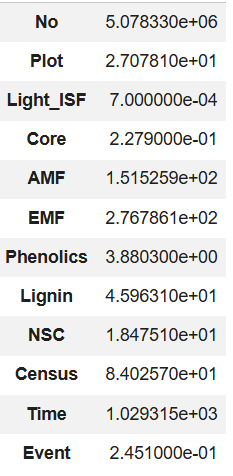 No 5.078330e+06
Plot 2.707810e+01
Light_ISF 7.000000e-04
Core 2.279000e-01
AMF 1.515259e+02
EMF 2.767861e+02
Phenolics 3.880300e+00
Lignin 4.596310e+01
NSC 1.847510e+01
Census 8.402570e+01
Time 1.029315e+03
Event 2.451000e-01